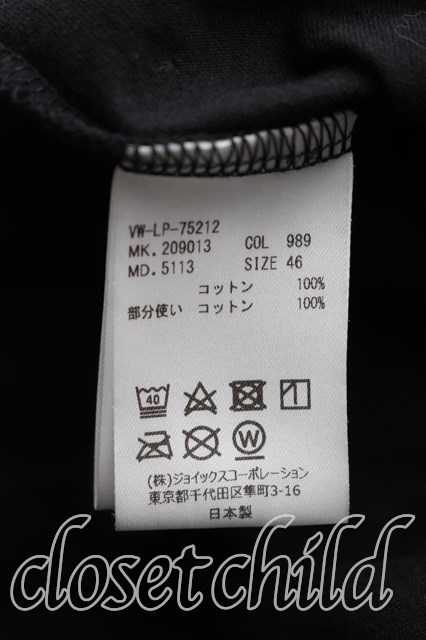 VW-LP-75212
MK. 209013 COL 989
MD. 5113 SIZE 46
コットン 100%
部分使い コットン 100%
40
W
(株)ジョイックスコーポレーション
東京都千代田区隼町3-16
日本製
closet child